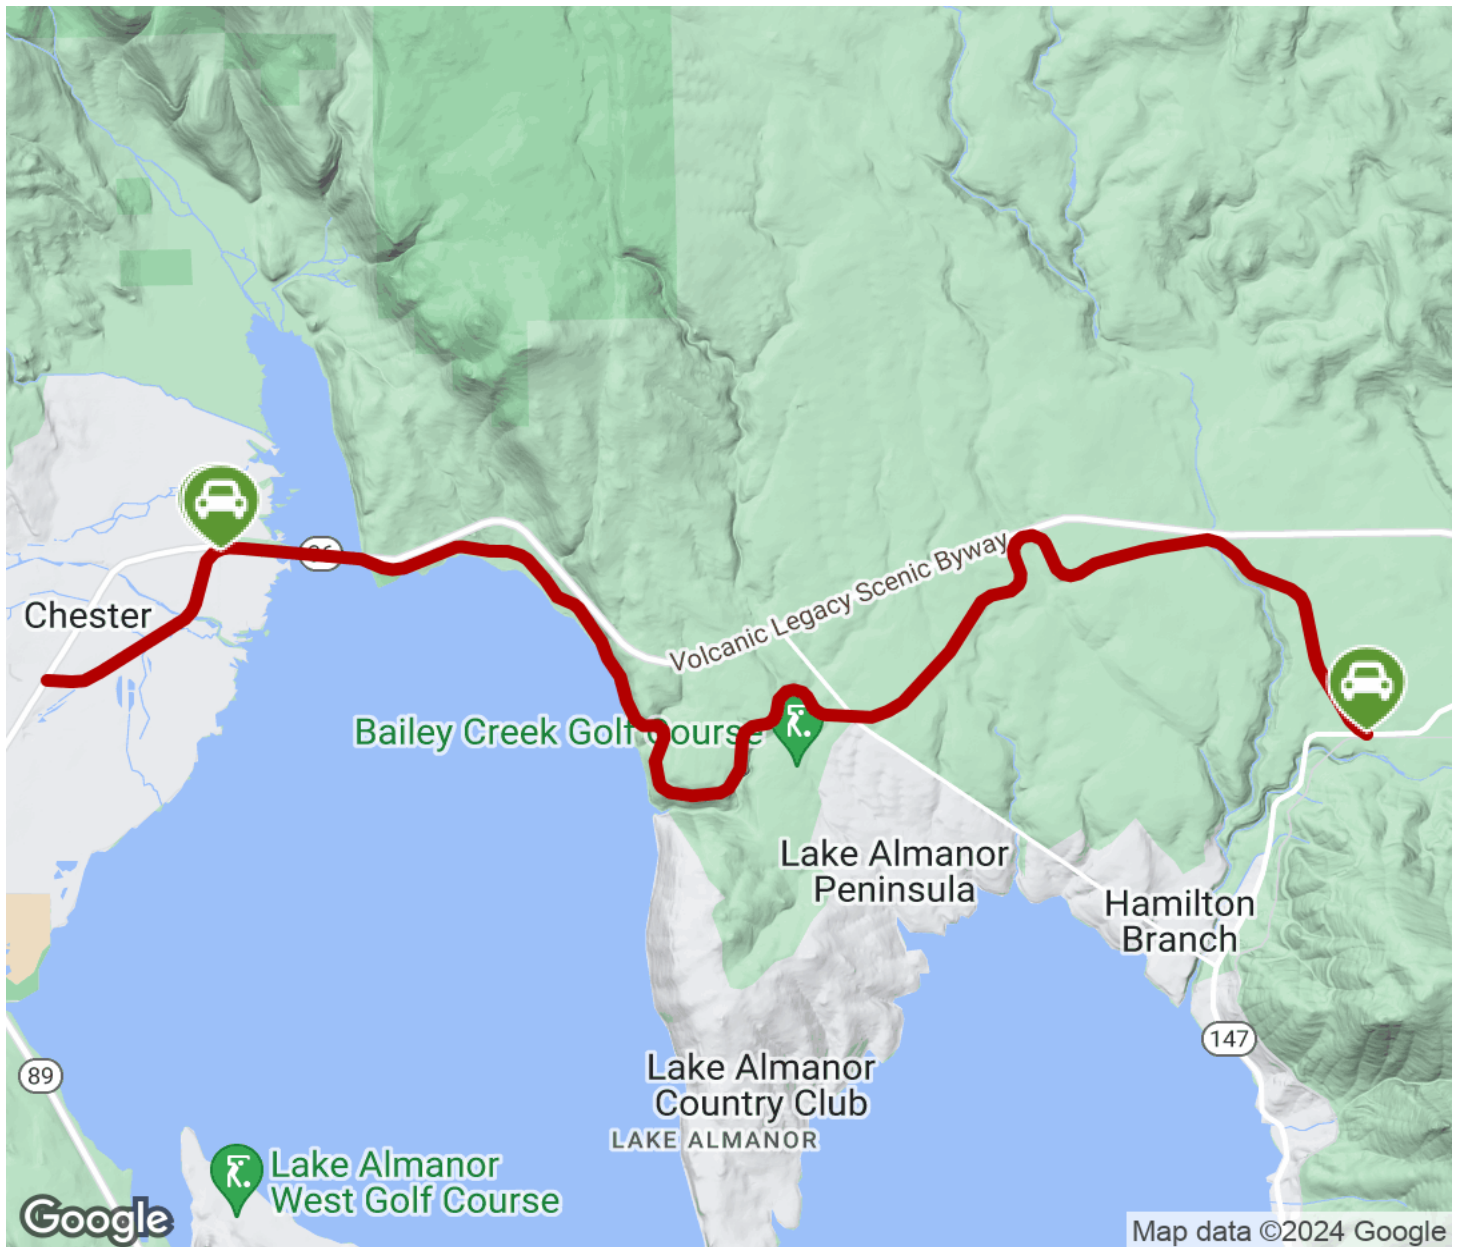 Volcanic Legacy Scenic Byway
Chester
Bailey Creek Golf Course
Lake Almanor
Peninsula
Hamilton
Branch
147
Lake Almanor
Country Club
LAKE ALMANOR
89
Lake Almanor
West Golf Course
Google
Map data ©2024 Google